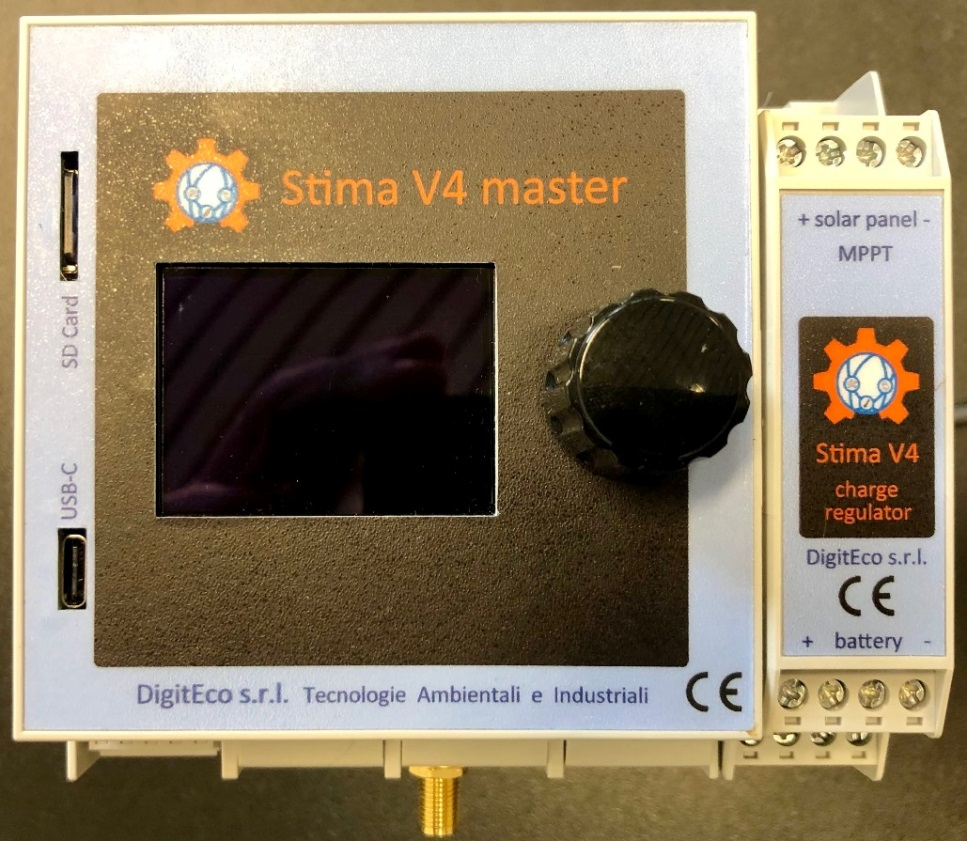 Stima V4 master
SD Card
USB-C
DigitEco s.r.l. Tecnologie Ambientali e Industriali CE
+ solar panel -
MPPT
Stima V4
charge
regulator
DigitEco s.r.l.
CE
+ battery -